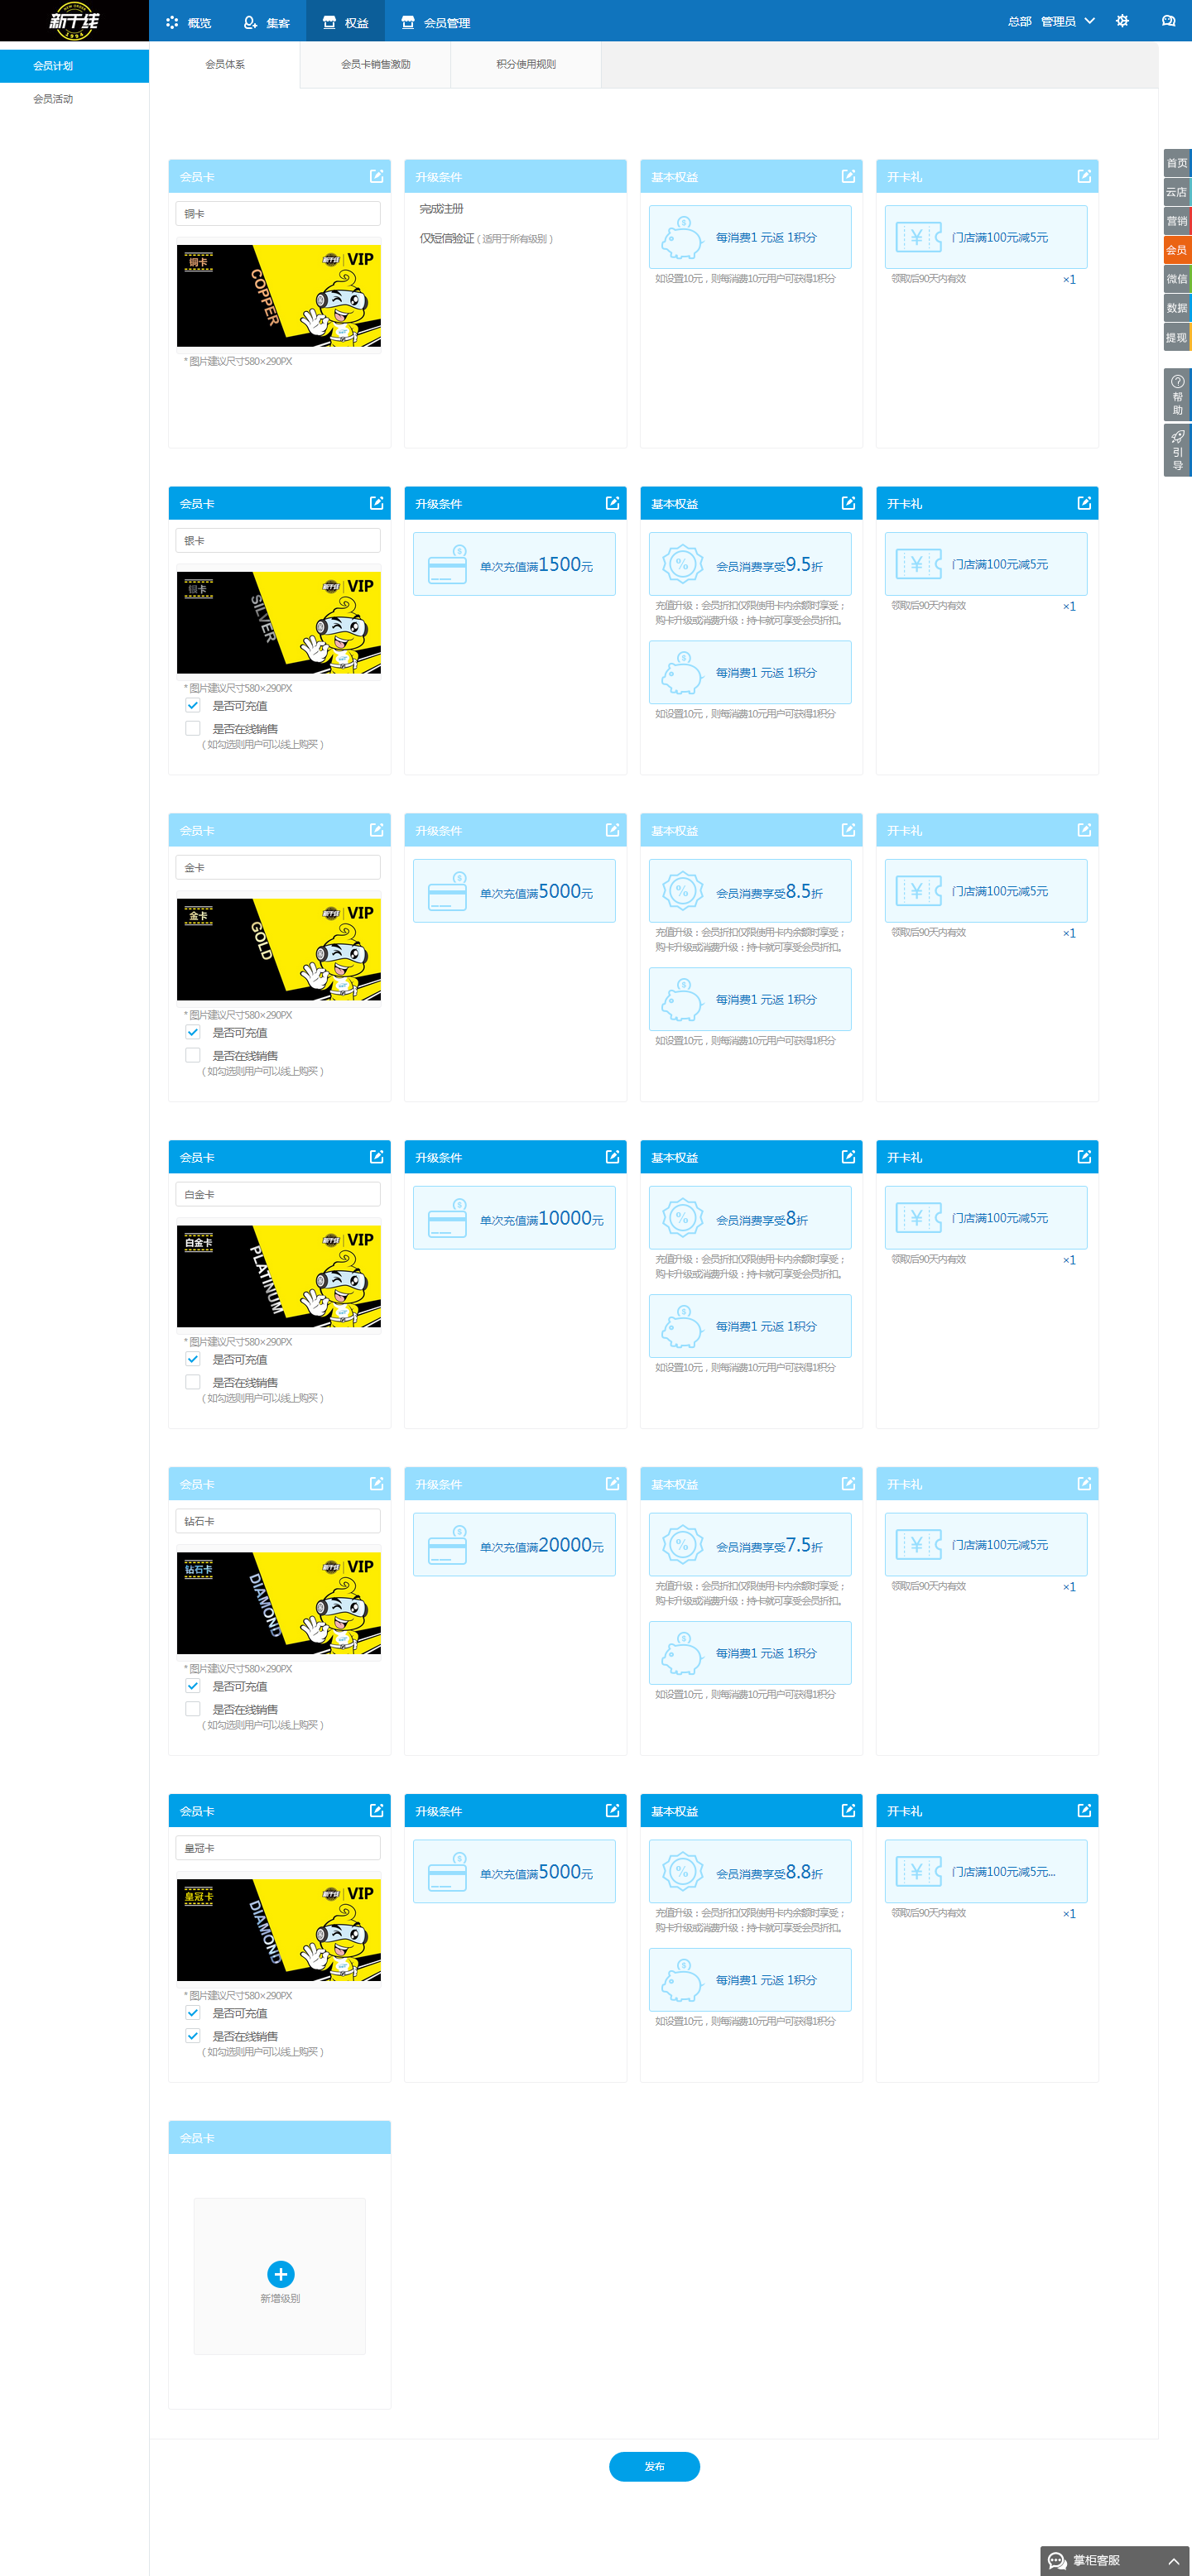 新干线
概览
集客
权益
会员管理
总部 管理员
会员计划
会员活动
会员体系
会员卡销售激励
积分使用规则
首页
云店
营销
会员
微信
数据
提现
帮助
引导
会员卡
升级条件
基本权益
开卡礼
铜卡
铜卡
新干线 VIP
COPPER
* 图片建议尺寸580×290PX
完成注册
仅短信验证（适用于所有级别）
每消费1 元返 1积分
如设置10元，则每消费10元用户可获得1积分
门店满100元减5元
领取后90天内有效 ×1
会员卡
升级条件
基本权益
开卡礼
银卡
银卡
新干线 VIP
SILVER
* 图片建议尺寸580×290PX
是否可充值
是否在线销售
（如勾选则用户可以线上购买）
单次充值满1500元
会员消费享受9.5折
充值升级：会员折扣仅限使用卡内余额时享受；
购卡升级或消费升级：持卡就可享受会员折扣。
每消费1 元返 1积分
如设置10元，则每消费10元用户可获得1积分
门店满100元减5元
领取后90天内有效 ×1
会员卡
升级条件
基本权益
开卡礼
金卡
金卡
新干线 VIP
GOLD
* 图片建议尺寸580×290PX
是否可充值
是否在线销售
（如勾选则用户可以线上购买）
单次充值满5000元
会员消费享受8.5折
充值升级：会员折扣仅限使用卡内余额时享受；
购卡升级或消费升级：持卡就可享受会员折扣。
每消费1 元返 1积分
如设置10元，则每消费10元用户可获得1积分
门店满100元减5元
领取后90天内有效 ×1
会员卡
升级条件
基本权益
开卡礼
白金卡
白金卡
新干线 VIP
PLATINUM
* 图片建议尺寸580×290PX
是否可充值
是否在线销售
（如勾选则用户可以线上购买）
单次充值满10000元
会员消费享受8折
充值升级：会员折扣仅限使用卡内余额时享受；
购卡升级或消费升级：持卡就可享受会员折扣。
每消费1 元返 1积分
如设置10元，则每消费10元用户可获得1积分
门店满100元减5元
领取后90天内有效 ×1
会员卡
升级条件
基本权益
开卡礼
钻石卡
钻石卡
新干线 VIP
DIAMOND
* 图片建议尺寸580×290PX
是否可充值
是否在线销售
（如勾选则用户可以线上购买）
单次充值满20000元
会员消费享受7.5折
充值升级：会员折扣仅限使用卡内余额时享受；
购卡升级或消费升级：持卡就可享受会员折扣。
每消费1 元返 1积分
如设置10元，则每消费10元用户可获得1积分
门店满100元减5元
领取后90天内有效 ×1
会员卡
升级条件
基本权益
开卡礼
皇冠卡
皇冠卡
新干线 VIP
DIAMOND
* 图片建议尺寸580×290PX
是否可充值
是否在线销售
（如勾选则用户可以线上购买）
单次充值满5000元
会员消费享受8.8折
充值升级：会员折扣仅限使用卡内余额时享受；
购卡升级或消费升级：持卡就可享受会员折扣。
每消费1 元返 1积分
如设置10元，则每消费10元用户可获得1积分
门店满100元减5元...
领取后90天内有效 ×1
会员卡
新增级别
发布
掌柜客服